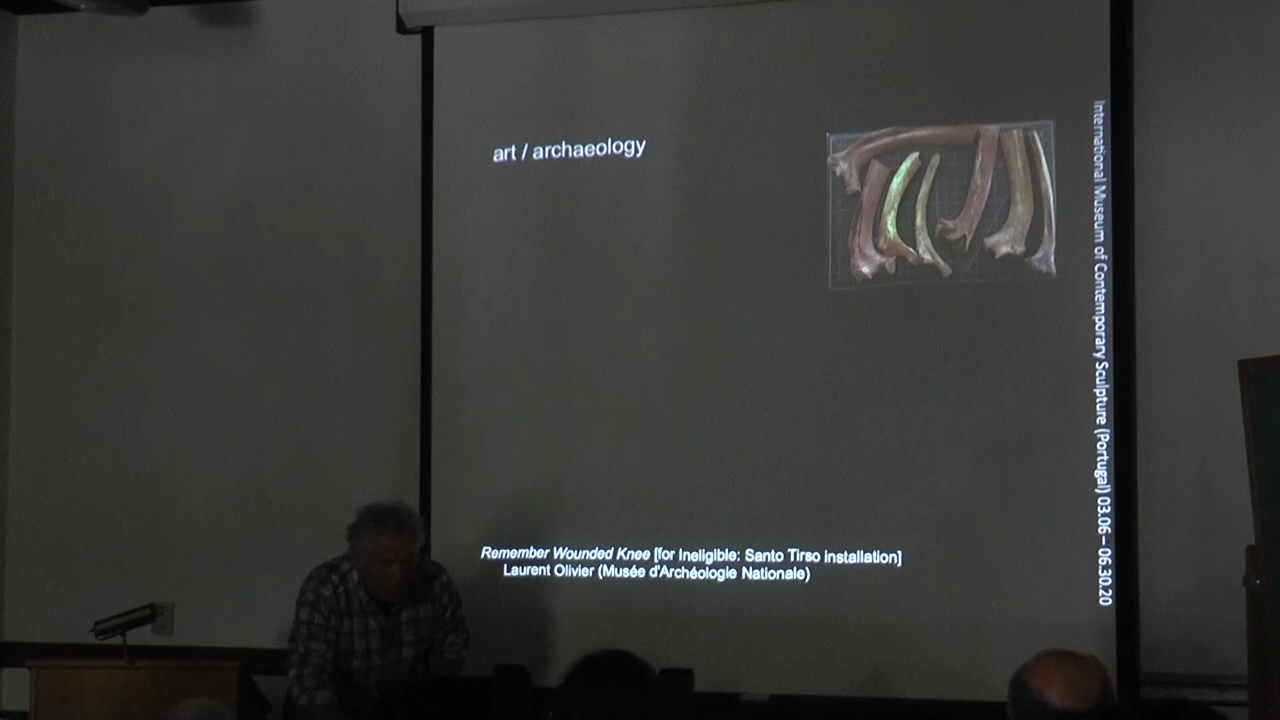 art / archaeology
International Museum of Contemporary Sculpture (Portugal) 03.06 – 06.30.20
Remember Wounded Knee [for Ineligible: Santo Tirso installation]
Laurent Olivier (Musée d'Archéologie Nationale)